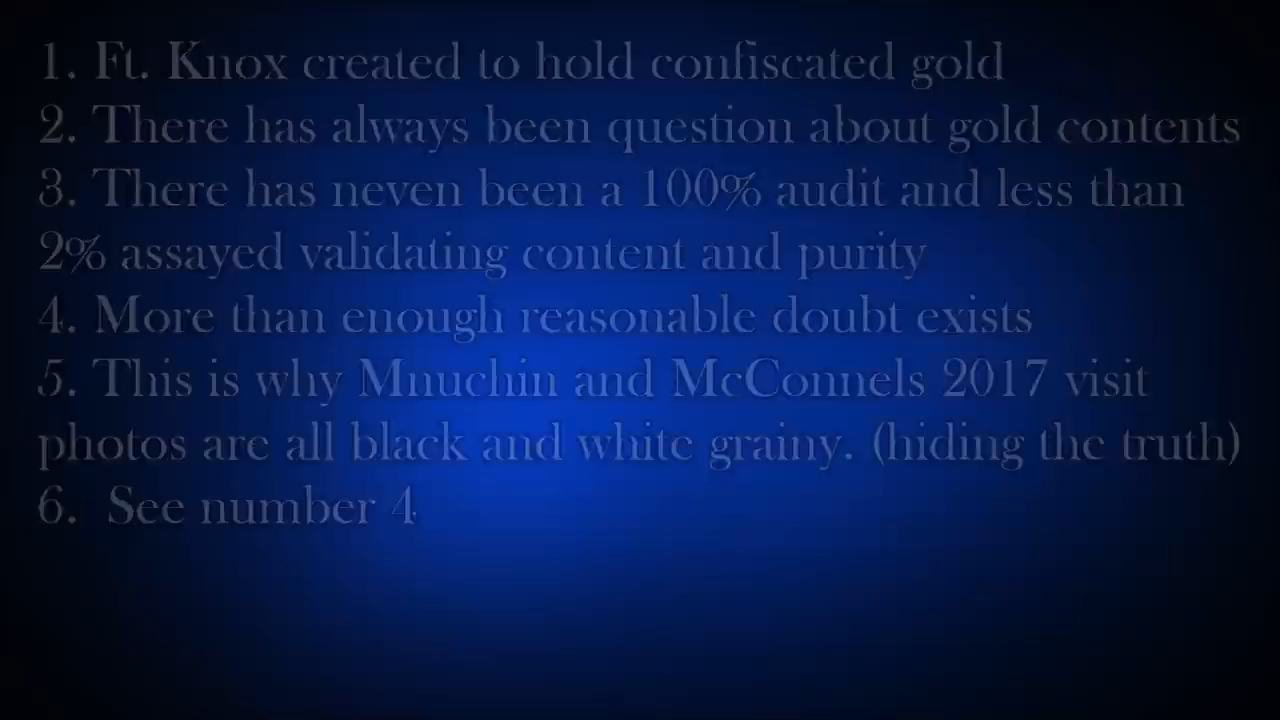 1. Ft. Knox created to hold confiscated gold
2. There has always been question about gold contents
3. There has neven been a 100% audit and less than
2% assayed validating content and purity
4. More than enough reasonable doubt exists
5. This is why Mnuchin and McConnels 2017 visit
photos are all black and white grainy. (hiding the truth)
6.  See number 4